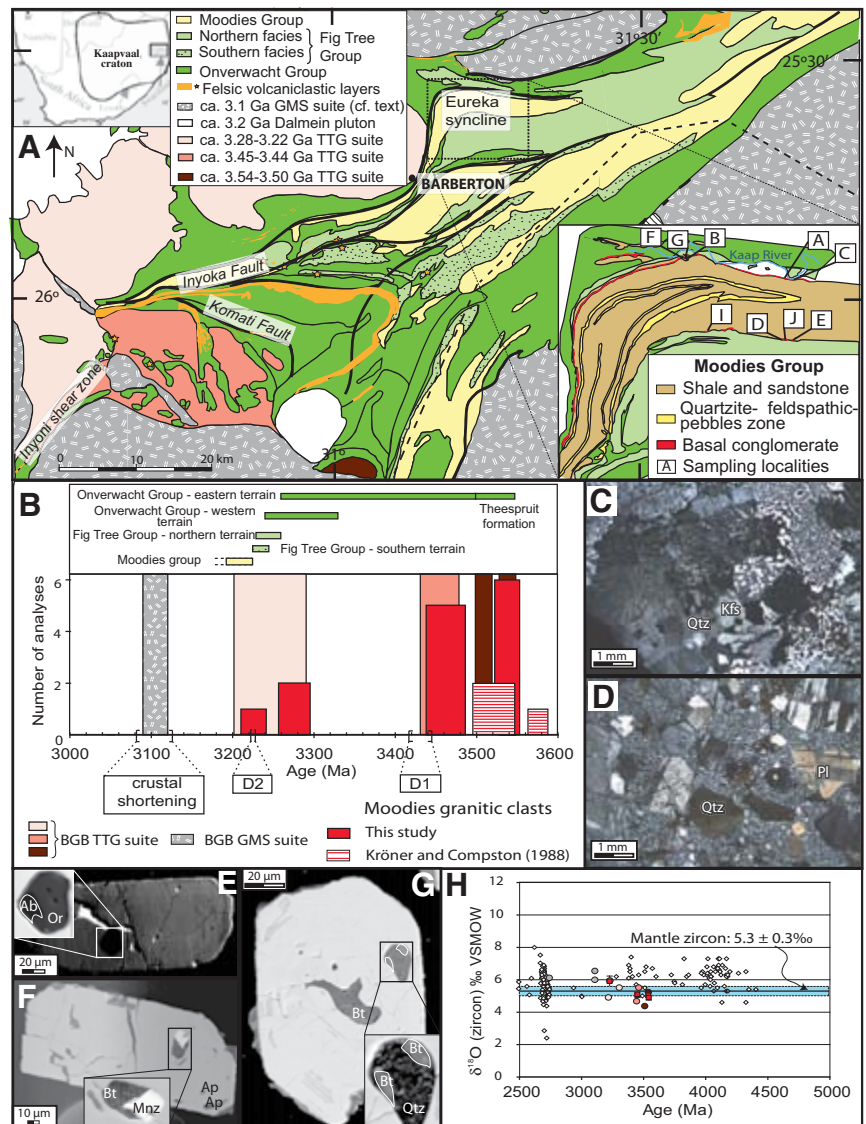 Kaapvaal
craton
South Africa
Moodies Group
Northern facies
Southern facies
Fig Tree
Group
Onverwacht Group
* Felsic volcaniclastic layers
ca. 3.1 Ga GMS suite (cf. text)
ca. 3.2 Ga Dalmein pluton
ca. 3.28-3.22 Ga TTG suite
ca. 3.45-3.44 Ga TTG suite
ca. 3.54-3.50 Ga TTG suite
31º30'
25º30'
A
N
Eureka
syncline
BARBERTON
Inyoka Fault
Komati Fault
26º
Inyoni shear zone
0 10 20 km
31º
F G B A
Kaap River
C
I D J E
Moodies Group
Shale and sandstone
Quartzite- feldspathic-
pebbles zone
Basal conglomerate
A Sampling localities
B
Onverwacht Group - eastern terrain
Theespruit
formation
Onverwacht Group - western
terrain
Fig Tree Group - northern terrain
Fig Tree Group - southern terrain
Moodies group
Number of analyses
6
4
2
0
3000 3100 3200 3300 3400 3500 3600
Age (Ma)
crustal
shortening
D2
D1
Moodies granitic clasts
BGB TTG suite
BGB GMS suite
This study
Kröner and Compston (1988)
C
Kfs
Qtz
1 mm
D
Pl
Qtz
1 mm
E
Ab
Or
20 µm
F
Bt
Mnz
Ap
Ap
10 µm
G
20 µm
Bt
Bt
Bt
Qtz
H
δ18O (zircon) ‰ VSMOW
12
10
8
6
4
2
0
Mantle zircon: 5.3 ± 0.3‰
2500 3000 3500 4000 4500 5000
Age (Ma)